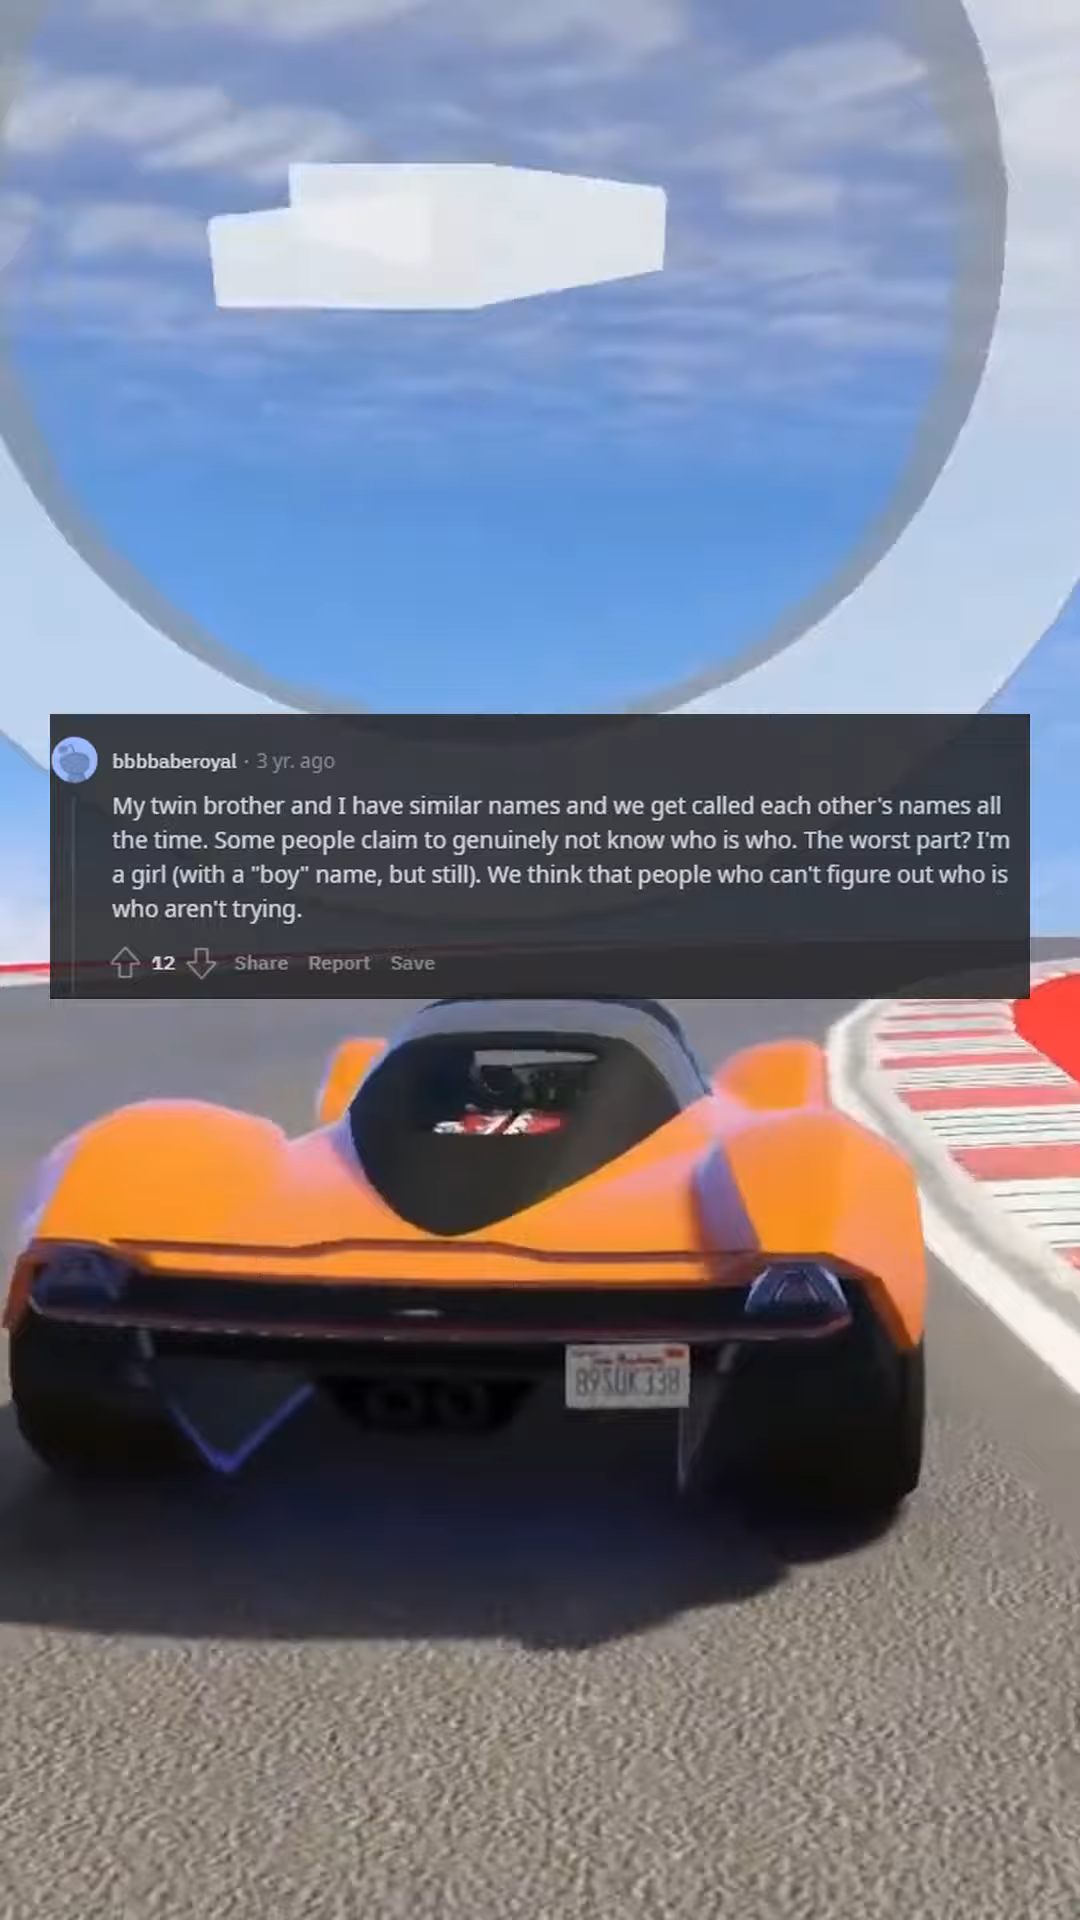 bbbbaberoyal · 3 yr. ago
My twin brother and I have similar names and we get called each other's names all
the time. Some people claim to genuinely not know who is who. The worst part? I'm
a girl (with a "boy" name, but still). We think that people who can't figure out who is
who aren't trying.
12 Share Report Save